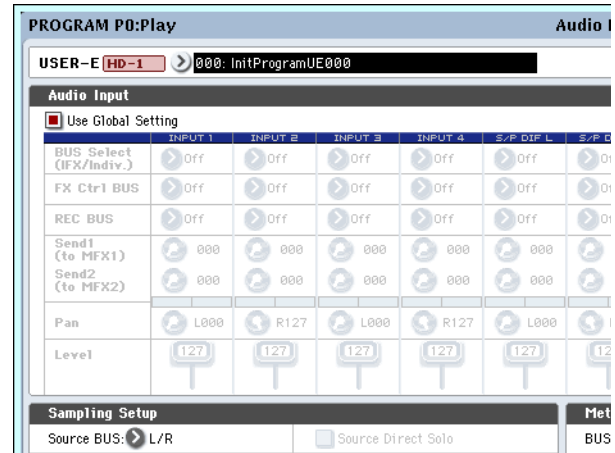 PROGRAM P0:Play Audio
USER-E HD-1 000: InitProgramUE000
Audio Input
Use Global Setting
INPUT 1 INPUT 2 INPUT 3 INPUT 4 S/P DIF L S/P D
BUS Select (IFX/Indiv.) Off Off Off Off Off
FX Ctrl BUS Off Off Off Off Off
REC BUS Off Off Off Off Off
Send1 (to MFX1) 000 000 000 000 000
Send2 (to MFX2) 000 000 000 000 000
Pan L000 R127 L000 R127 L000
Level 127 127 127 127 127 12
Sampling Setup Met
Source BUS: L/R Source Direct Solo BUS